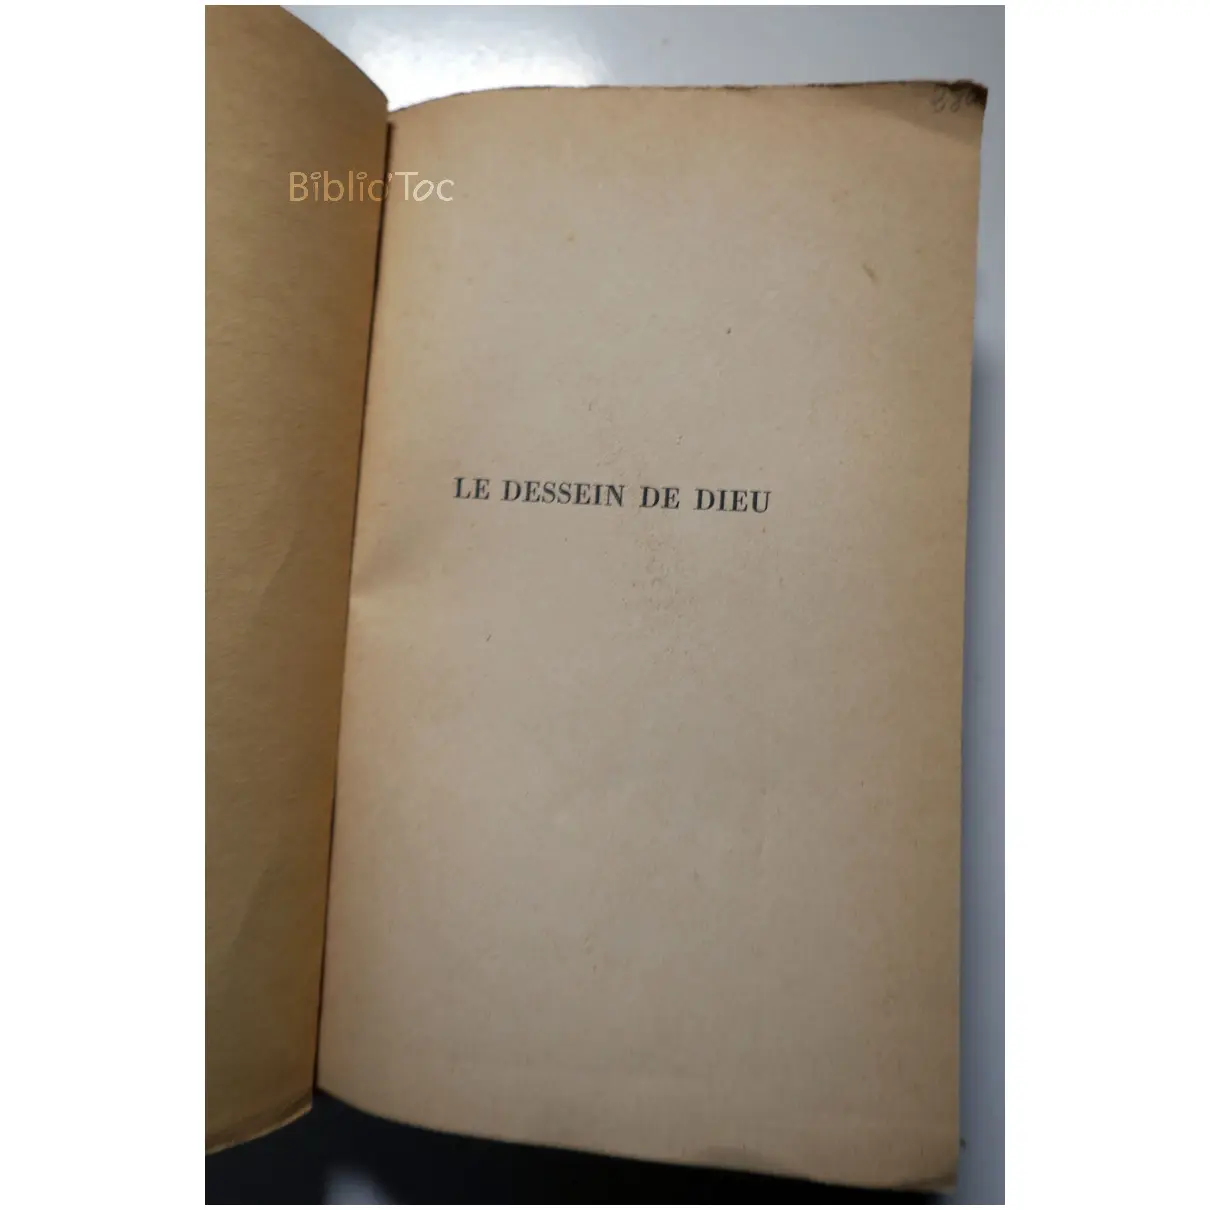 Biblio'Toc
LE DESSEIN DE DIEU